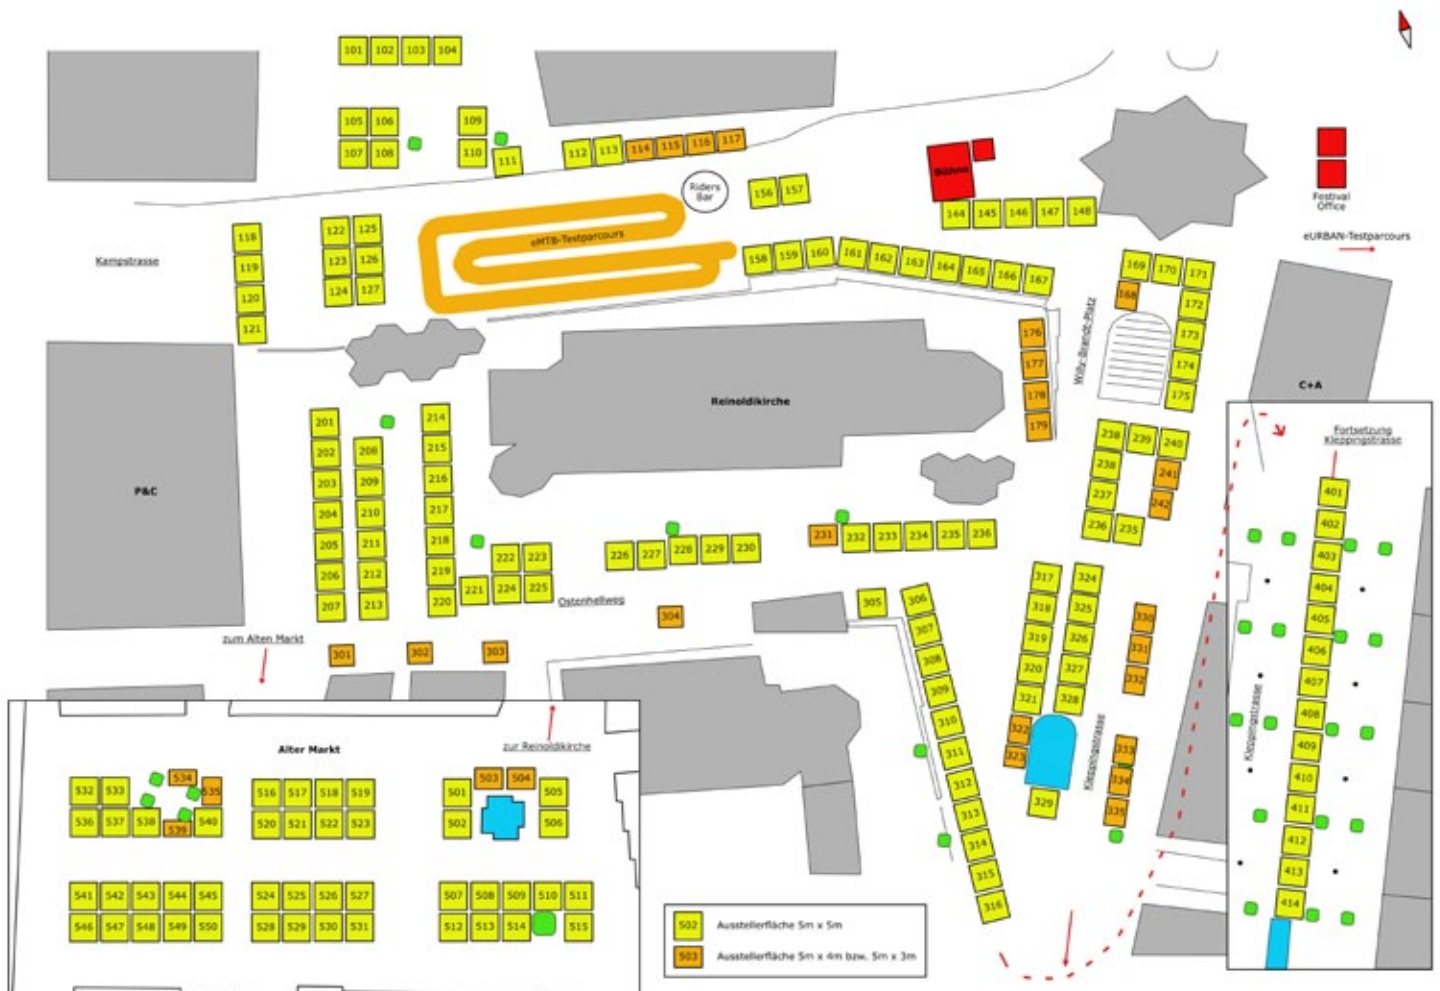 101 102 103 104
105 106 109
107 108 110 111
112 113 114 115 116 117
Riders
Bar
156 157
Bühne
144 145 146 147 148
Festival
Office
eURBAN-Testparcours
Kampstrasse
118
119
120
121
122 125
123 126
124 127
eMTB-Testparcours
158 159 160 161 162 163 164 165 166 167
169 170 171
168 172
173
174
175
Willy-Brandt-Platz
176
177
178
179
Reinoldikirche
C+A
P&C
201
202
203
204
205
206
207
208
209
210
211
212
213
214
215
216
217
218
219
220
221
222 223
224 225
226 227 228 229 230
231 232 233 234 235 236
238 239 240
238 241
237 242
236 235
Ostenhellweg
zum Alten Markt
301 302 303 304
305 306
307
308
309
310
311
312
313
314
315
316
317 324
318 325
319 326
320 327
321 328
322
323
329
330
331
332
333
334
335
Kleppingstrasse
Fortsetzung
Kleppingstrasse
401
402
403
404
405
406
407
408
409
410
411
412
413
414
Kleppingstrasse
Alter Markt
zur Reinoldikirche
532 533 534 535
536 537 538 539 540
516 517 518 519
520 521 522 523
501 503 504 505
502 506
541 542 543 544 545
546 547 548 549 550
524 525 526 527
528 529 530 531
507 508 509 510 511
512 513 514 515
502 Ausstellerfläche 5m x 5m
503 Ausstellerfläche 5m x 4m bzw. 5m x 3m